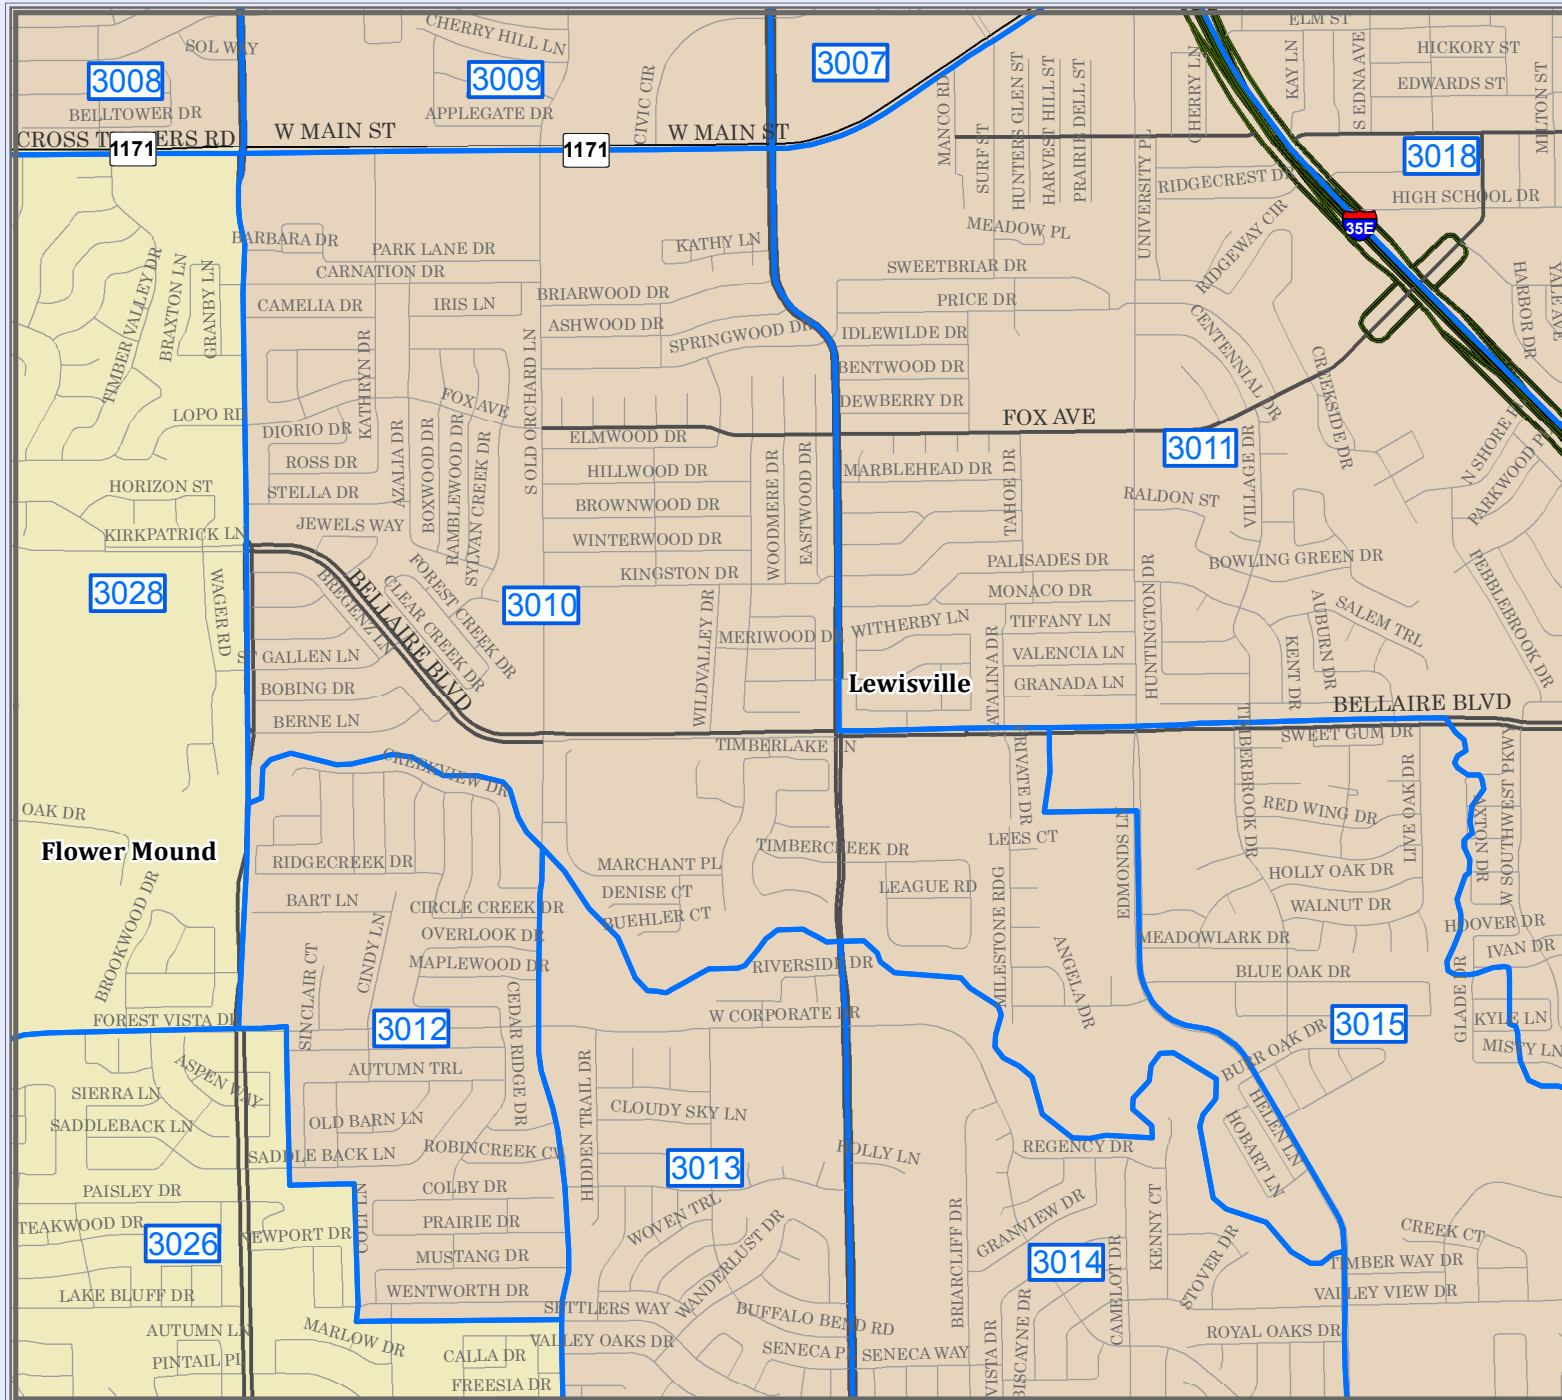 ELM ST
CHERRY HILL LN
SOL WAY
HICKORY ST
3008
3009
3007
CIVIC CIR
KAY LN
S EDNA AVE
EDWARDS ST
MILTON ST
BELLTOWER DR
APPLEGATE DR
MANCO RD
SURF ST
HUNTERS GLEN ST
HARVEST HILL ST
PRAIRIE DELL ST
CHERRY LN
W MAIN ST
W MAIN ST
1171
1171
3018
UNIVERSITY PL
RIDGECREST DR
HIGH SCHOOL DR
35E
MEADOW PL
RIDGEWAY CIR
BARBARA DR
PARK LANE DR
KATHY LN
CARNATION DR
SWEETBRIAR DR
TIMBER VALLEY DR
BRAXTON LN
GRANBY LN
CAMELIA DR
IRIS LN
BRIARWOOD DR
PRICE DR
HARBOR DR
YALE AVE
ASHWOOD DR
SPRINGWOOD DR
IDLEWILDE DR
CENTENNIAL DR
KATHRYN DR
S OLD ORCHARD LN
BENTWOOD DR
CREEKSIDE DR
LOPO RD
FOX AVE
DEWBERRY DR
FOX AVE
DIORIO DR
ELMWOOD DR
3011
ROSS DR
AZALIA DR
BOXWOOD DR
RAMBLEWOOD DR
SYLVAN CREEK DR
HILLWOOD DR
WOODMERE DR
EASTWOOD DR
MARBLEHEAD DR
TAHOE DR
VILLAGE DR
PARKWOOD PL
HORIZON ST
STELLA DR
BROWNWOOD DR
RALDON ST
JEWELS WAY
KIRKPATRICK LN
WINTERWOOD DR
PALISADES DR
BOWLING GREEN DR
PEBBLEBROOK DR
3028
WAGER RD
BELLAIRE BLVD
BREGENZ LN
CLEAR CREEK DR
FOREST CREEK DR
3010
KINGSTON DR
MONACO DR
HUNTINGTON DR
AUBURN DR
SALEM TRL
KENT DR
WILDVALLEY DR
WITHERBY LN
TIFFANY LN
ST GALLEN LN
VALENCIA LN
BOBING DR
Lewisville
GRANADA LN
BERNE LN
BELLAIRE BLVD
SWEET GUM DR
CREEKVIEW DR
PRIVATE DR
TIMBERBROOK DR
LIVE OAK DR
W SOUTHWEST PKWY
OAK DR
RED WING DR
LEES CT
EDMONDS LN
Flower Mound
RIDGECREEK DR
MARCHANT PL
TIMBERCREEK DR
HOLLY OAK DR
BROOKWOOD DR
BART LN
CIRCLE CREEK DR
DENISE CT
LEAGUE RD
MILESTONE RDG
WALNUT DR
BUEHLER CT
OVERLOOK DR
MEADOWLARK DR
HOOVER DR
IVAN DR
SINCLAIR CT
CINDY LN
MAPLEWOOD DR
RIVERSIDE DR
ANGELA DR
BLUE OAK DR
GLADE DR
CEDAR RIDGE DR
FOREST VISTA DR
3012
W CORPORATE DR
3015
KYLE LN
MISTY LN
ASPEN WAY
AUTUMN TRL
HIDDEN TRAIL DR
BURR OAK DR
SIERRA LN
OLD BARN LN
CLOUDY SKY LN
HELEN LN
HOBART LN
SADDLEBACK LN
SADDLE BACK LN
HOLLY LN
REGENCY DR
PAISLEY DR
COLBY DR
3013
TEAKWOOD DR
PRAIRIE DR
WOVEN TRL
WANDERLUST DR
BRIARCLIFF DR
GRANVIEW DR
KENNY CT
CREEK CT
3026
NEWPORT DR
COLT LN
MUSTANG DR
3014
CAMELOT DR
STOVER DR
TIMBER WAY DR
LAKE BLUFF DR
WENTWORTH DR
SETTLERS WAY
VALLEY VIEW DR
AUTUMN LN
MARLOW DR
VALLEY OAKS DR
BUFFALO BEND RD
ROYAL OAKS DR
PINTAIL PL
CALLA DR
SENECA WAY
VISTA DR
BISCAYNE DR
FREESIA DR